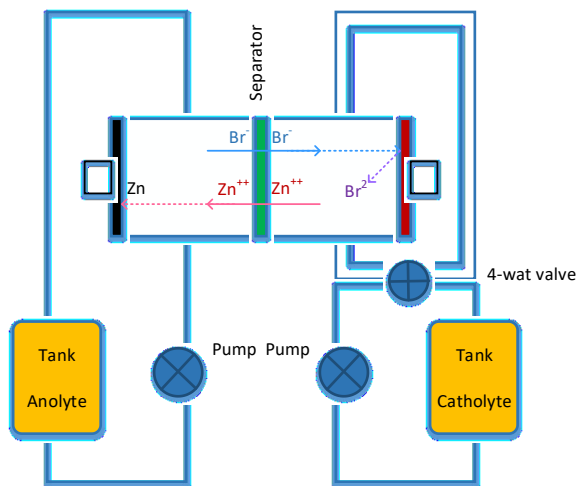 Separator
Br- Br-
Zn
Zn++ Zn++
Br2
4-wat valve
Pump Pump
Tank
Anolyte
Tank
Catholyte